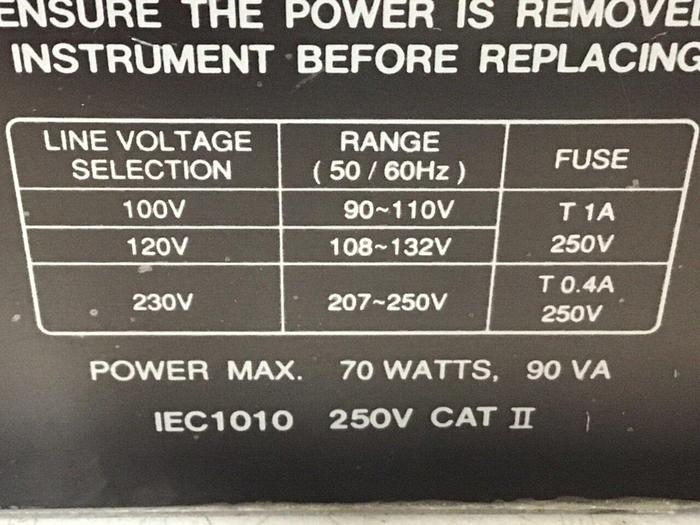 ENSURE THE POWER IS
INSTRUMENT BEFORE REPLACING
LINE VOLTAGE SELECTION RANGE (50/60Hz) FUSE
100V 90~110V T 1A 250V
120V 108~132V
230V 207~250V T 0.4A 250V
POWER MAX. 70 WATTS, 90 VA
IEC1010 250V CAT II